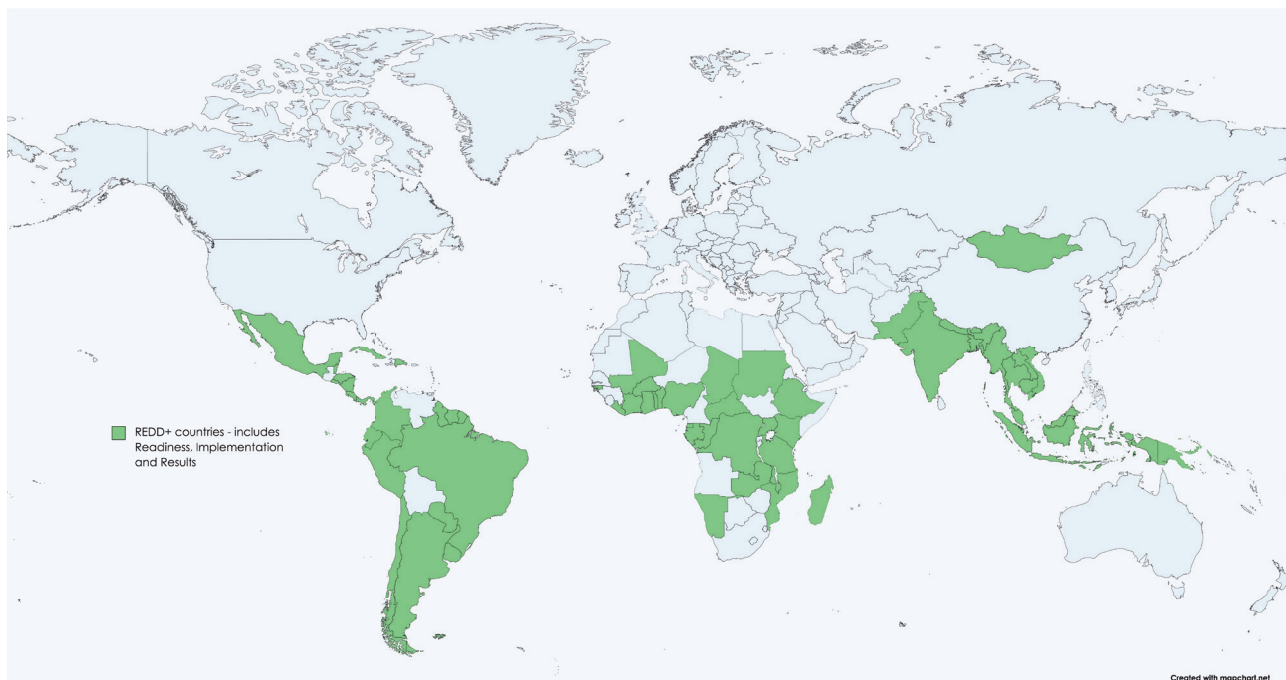 REDD+ countries - includes
Readiness, Implementation
and Results
Created with mapchart.net